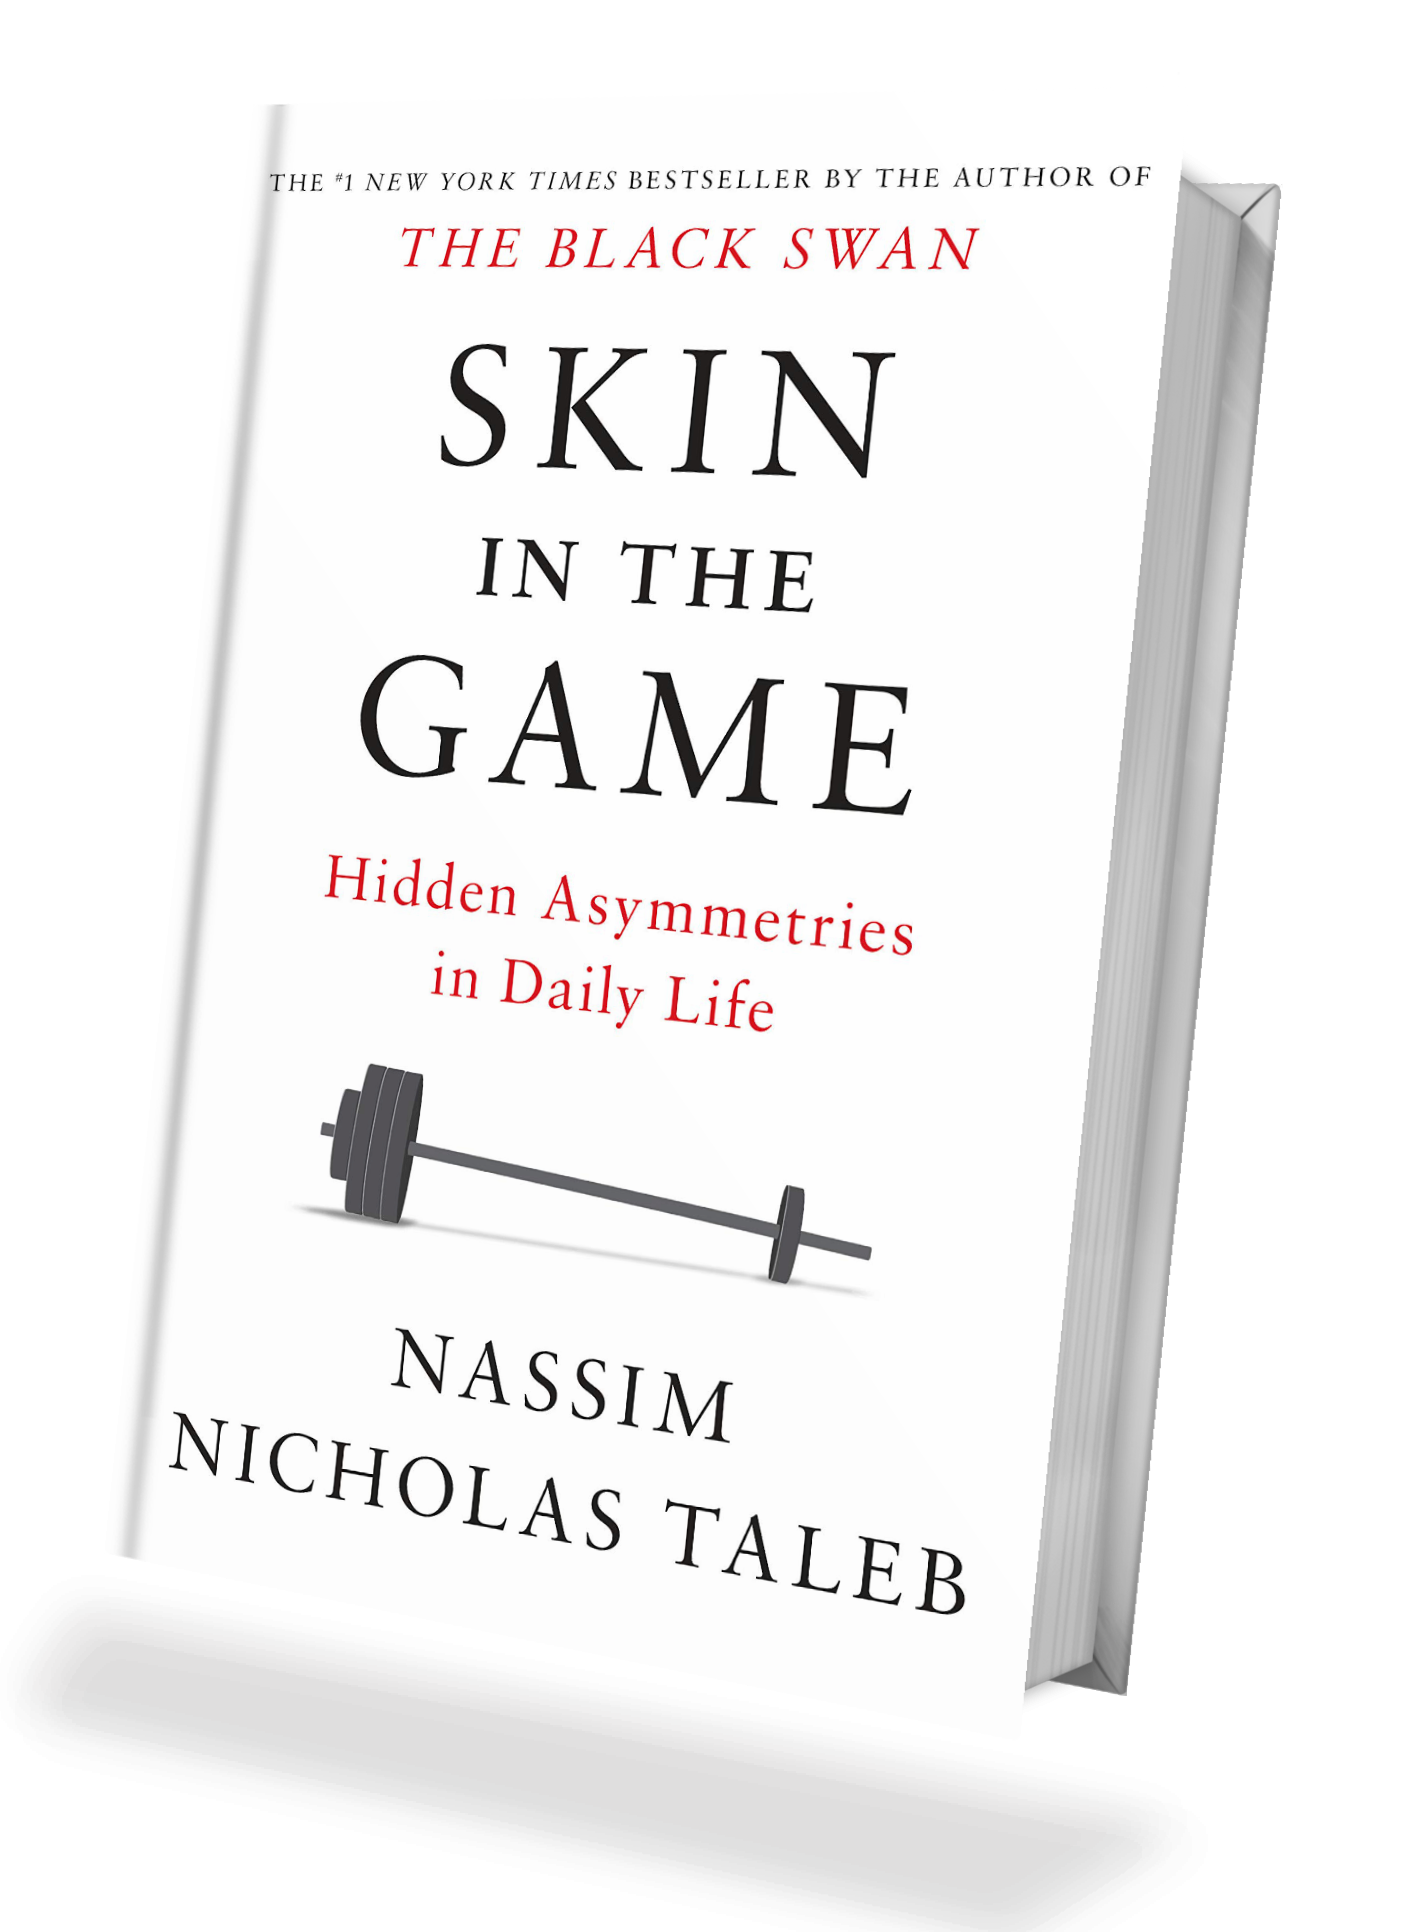 THE #1 NEW YORK TIMES BESTSELLER BY THE AUTHOR OF
THE BLACK SWAN
SKIN
IN THE
GAME
Hidden Asymmetries
in Daily Life
NASSIM
NICHOLAS TALEB